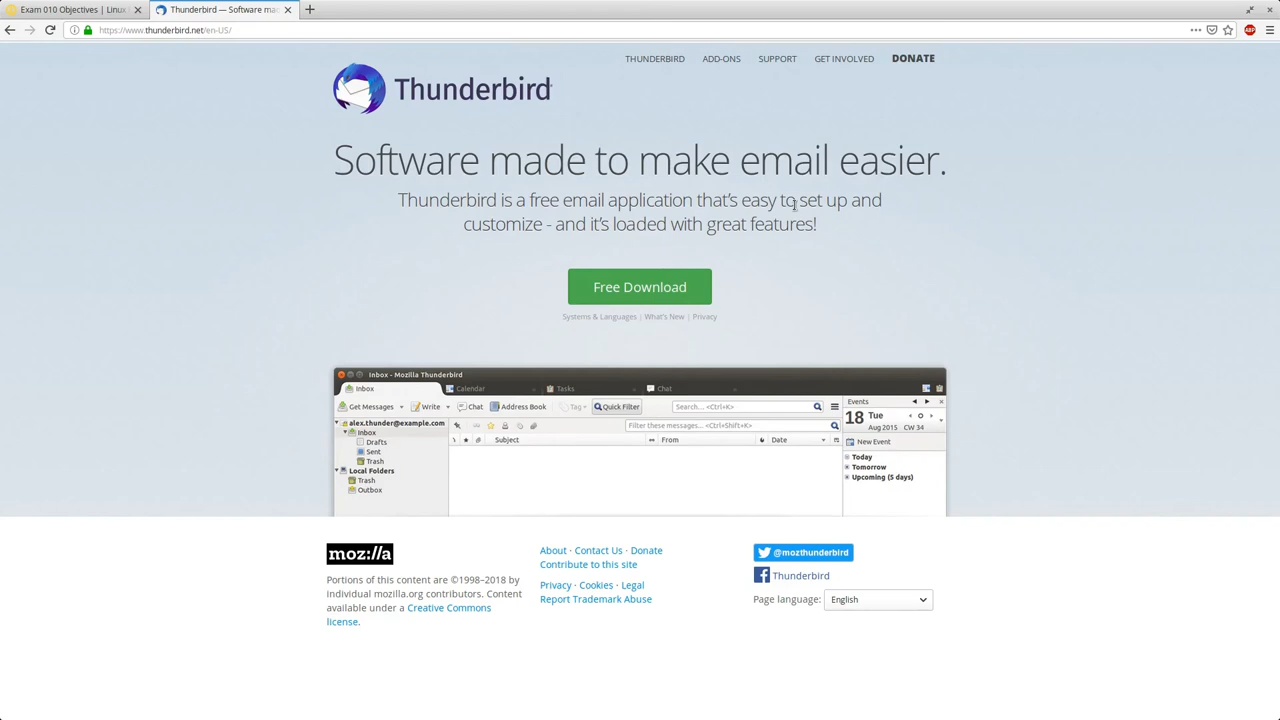 Exam 010 Objectives | Linux
Thunderbird — Software ma
https://www.thunderbird.net/en-US/
ABP
THUNDERBIRD ADD-ONS SUPPORT GET INVOLVED DONATE
Thunderbird
Software made to make email easier.
Thunderbird is a free email application that's easy to set up and
customize - and it's loaded with great features!
Free Download
Systems & Languages | What's New | Privacy
Inbox - Mozilla Thunderbird
Inbox Calendar Tasks Chat
Get Messages Write Chat Address Book Tag Quick Filter Search... <Ctrl+K>
Events
alex.thunder@example.com
Inbox
Drafts
Sent
Trash
Local Folders
Trash
Outbox
Filter these messages... <Ctrl+Shift+K>
Subject From Date
18 Tue
Aug 2015 CW 34
New Event
Today
Tomorrow
Upcoming (5 days)
moz://a
Portions of this content are ©1998–2018 by
individual mozilla.org contributors. Content
available under a Creative Commons
license.
About · Contact Us · Donate
Contribute to this site
Privacy · Cookies · Legal
Report Trademark Abuse
@mozthunderbird
Thunderbird
Page language: English